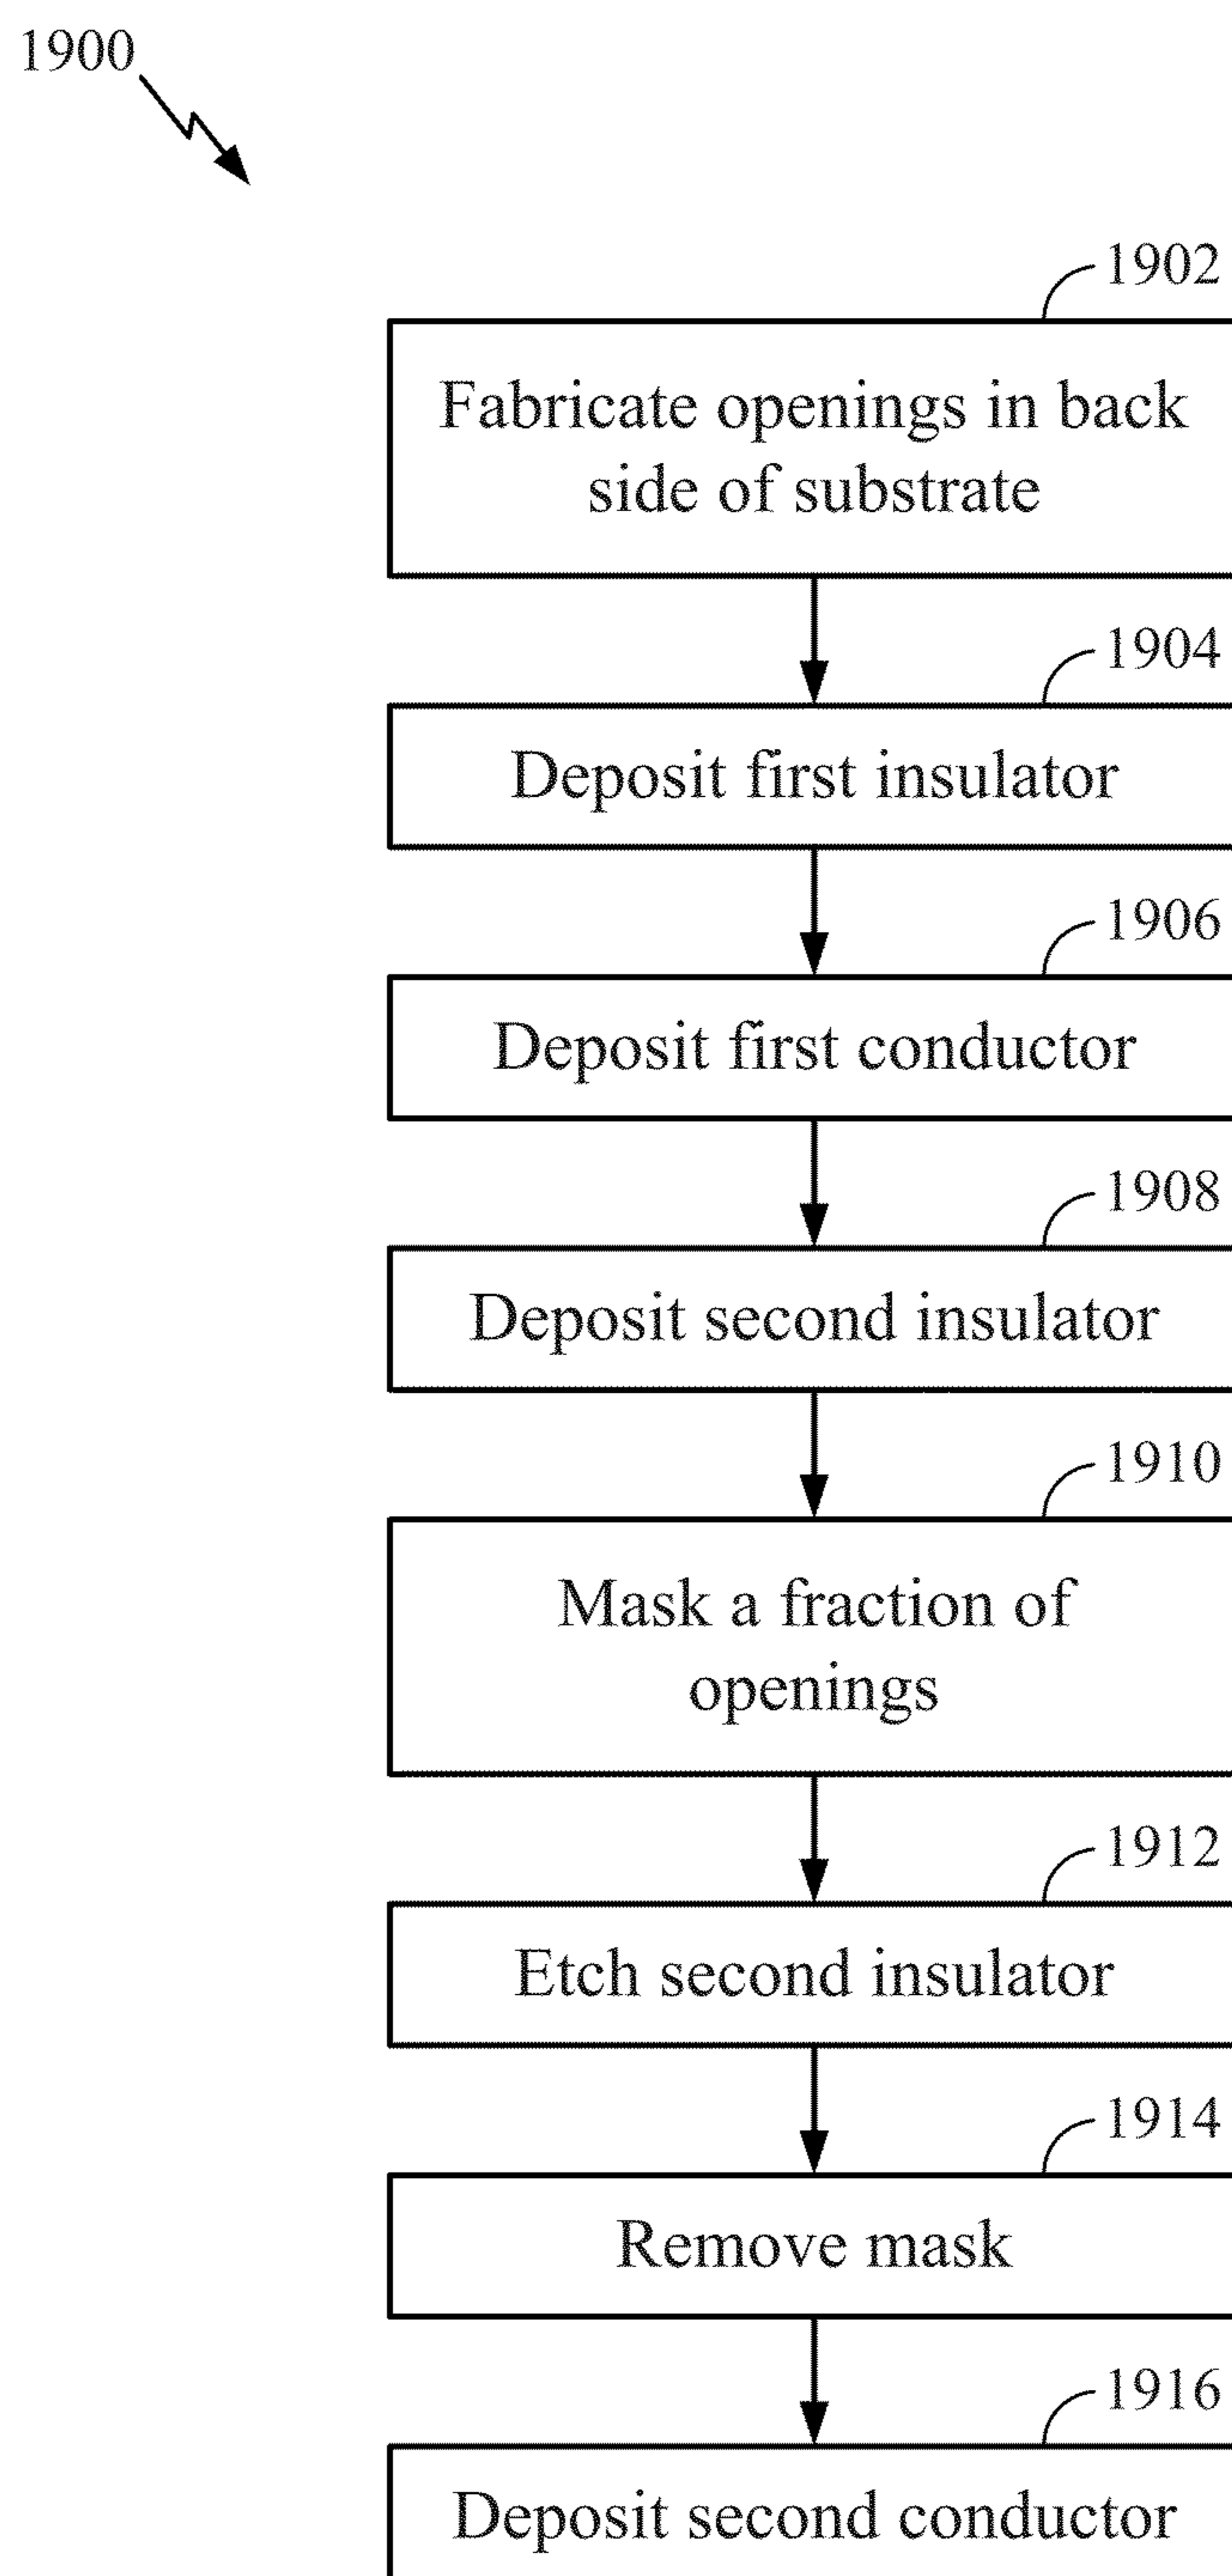 1900
1902
Fabricate openings in back
side of substrate
1904
Deposit first insulator
1906
Deposit first conductor
1908
Deposit second insulator
1910
Mask a fraction of
openings
1912
Etch second insulator
1914
Remove mask
1916
Deposit second conductor